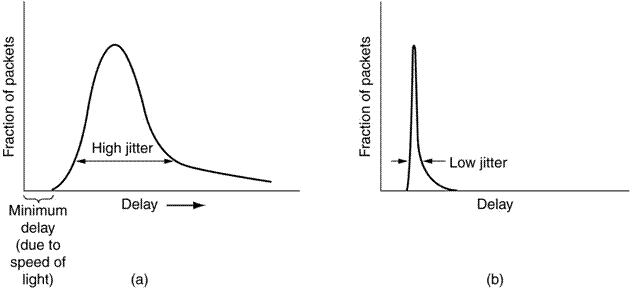 Fraction of packets
High jitter
Minimum
delay
(due to
speed of
light)
Delay
(a)
Fraction of packets
Low jitter
Delay
(b)